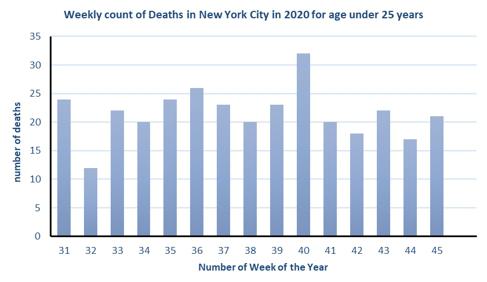 Weekly count of Deaths in New York City in 2020 for age under 25 years
number of deaths
35
30
25
20
15
10
5
0
31 32 33 34 35 36 37 38 39 40 41 42 43 44 45
Number of Week of the Year